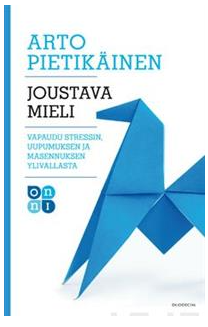 ARTO
PIETIKÄINEN
JOUSTAVA
MIELI
VAPAUDU STRESSIN,
UUPUMUKSEN JA
MASENNUKSEN
YLIVALLASTA
on
ni